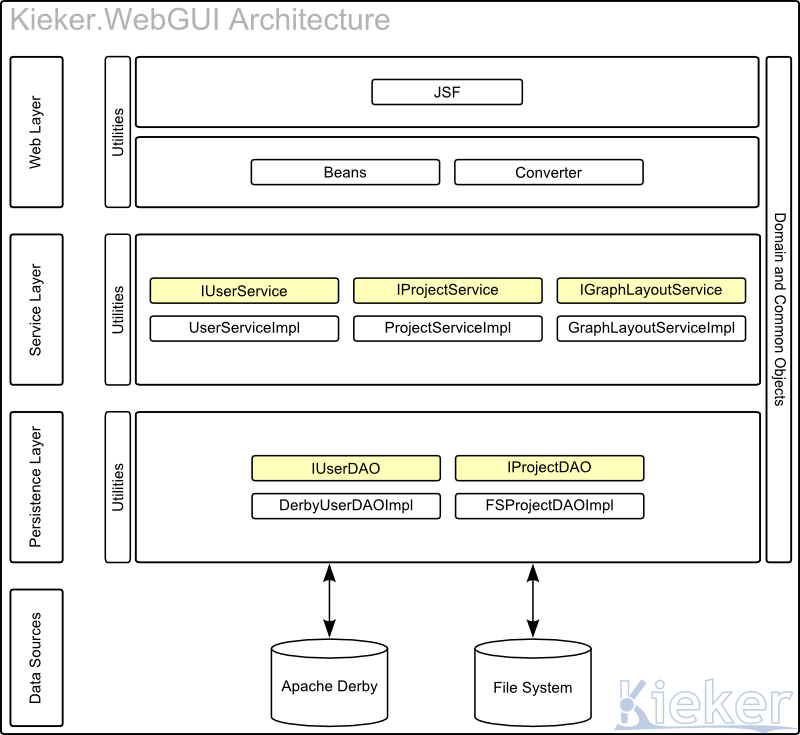 Kieker.WebGUI Architecture
Web Layer
Utilities
JSF
Beans
Converter
Domain and Common Objects
Service Layer
Utilities
IUserService
IProjectService
IGraphLayoutService
UserServiceImpl
ProjectServiceImpl
GraphLayoutServiceImpl
Persistence Layer
Utilities
IUserDAO
IProjectDAO
DerbyUserDAOImpl
FSProjectDAOImpl
Data Sources
Apache Derby
File System
Kieker